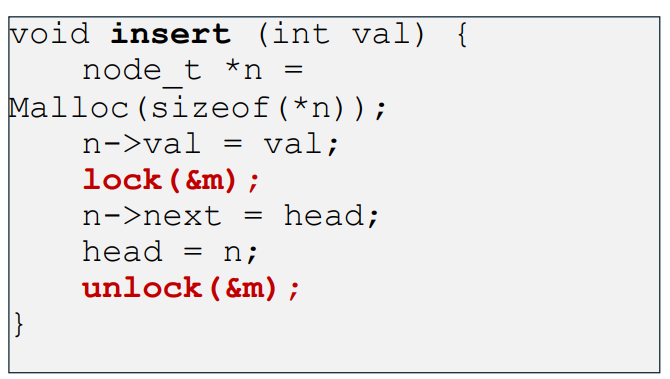 void insert (int val) {
    node_t *n =
Malloc(sizeof(*n));
    n->val = val;
    lock(&m);
    n->next = head;
    head = n;
    unlock(&m);
}